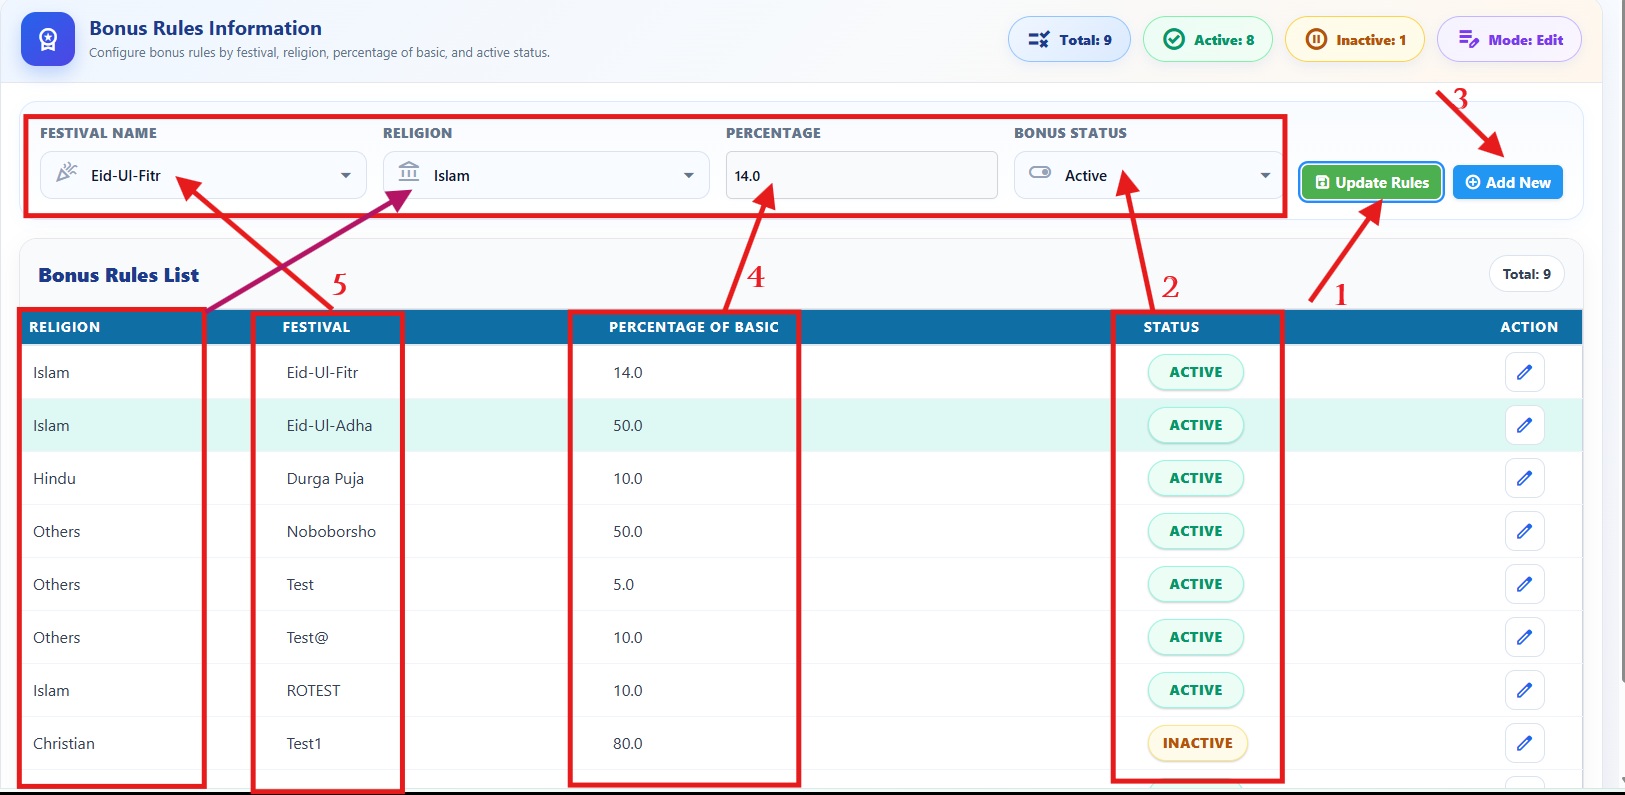 Bonus Rules Information
Configure bonus rules by festival, religion, percentage of basic, and active status.
Total: 9 Active: 8 Inactive: 1 Mode: Edit
3
FESTIVAL NAME RELIGION PERCENTAGE BONUS STATUS
Eid-Ul-Fitr Islam 14.0 Active Update Rules Add New
Bonus Rules List Total: 9
5 4 2 1
RELIGION FESTIVAL PERCENTAGE OF BASIC STATUS ACTION
Islam Eid-Ul-Fitr 14.0 ACTIVE
Islam Eid-Ul-Adha 50.0 ACTIVE
Hindu Durga Puja 10.0 ACTIVE
Others Noboborsho 50.0 ACTIVE
Others Test 5.0 ACTIVE
Others Test@ 10.0 ACTIVE
Islam ROTEST 10.0 ACTIVE
Christian Test1 80.0 INACTIVE